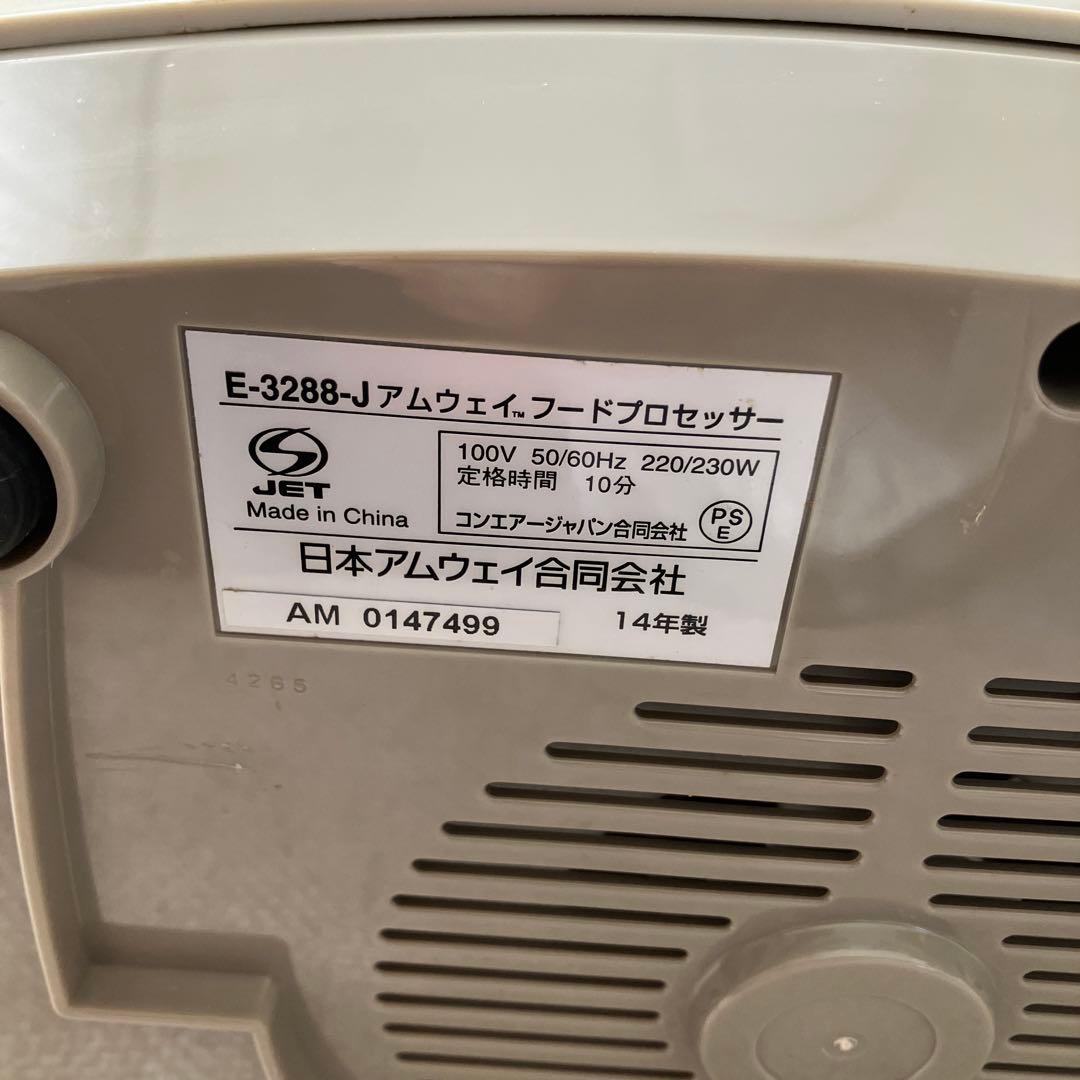 E-3288-J アムウェイ™ フードプロセッサー
JET
Made in China
100V 50/60Hz 220/230W
定格時間 10分
コンエアージャパン合同会社
PSE
日本アムウェイ合同会社
AM 0147499
14年製
4265